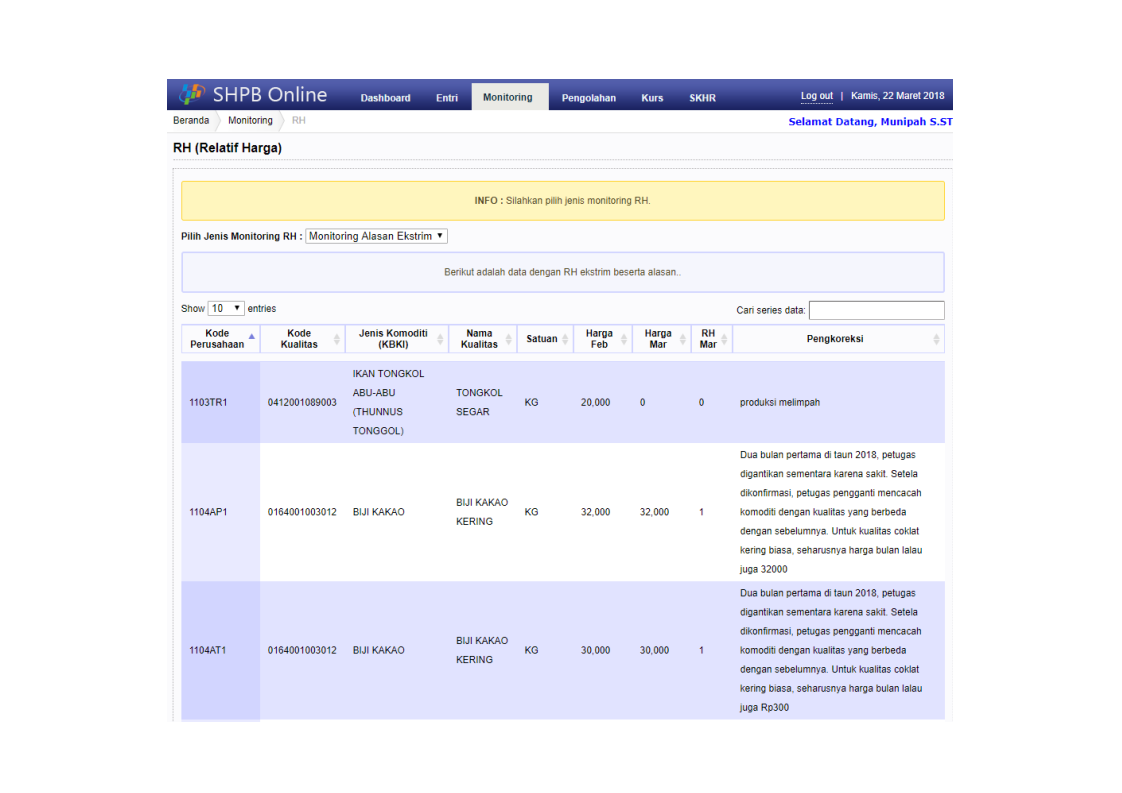 SHPB Online
Dashboard Entri Monitoring Pengolahan Kurs SKHR
Log out | Kamis, 22 Maret 2018
Beranda Monitoring RH
Selamat Datang, Munipah S.ST
RH (Relatif Harga)
INFO : Silahkan pilih jenis monitoring RH.
Pilih Jenis Monitoring RH : Monitoring Alasan Ekstrim
Berikut adalah data dengan RH ekstrim beserta alasan..
Show 10 entries
Cari series data:
Kode Perusahaan
Kode Kualitas
Jenis Komoditi (KBKI)
Nama Kualitas
Satuan
Harga Feb
Harga Mar
RH Mar
Pengkoreksi
1103TR1
0412001089003
IKAN TONGKOL
ABU-ABU
(THUNNUS
TONGGOL)
TONGKOL
SEGAR
KG
20,000
0
0
produksi melimpah
1104AP1
0164001003012
BIJI KAKAO
BIJI KAKAO
KERING
KG
32,000
32,000
1
Dua bulan pertama di taun 2018, petugas
digantikan sementara karena sakit. Setela
dikonfirmasi, petugas pengganti mencacah
komoditi dengan kualitas yang berbeda
dengan sebelumnya. Untuk kualitas coklat
kering biasa, seharusnya harga bulan lalau
juga 32000
1104AT1
0164001003012
BIJI KAKAO
BIJI KAKAO
KERING
KG
30,000
30,000
1
Dua bulan pertama di taun 2018, petugas
digantikan sementara karena sakit. Setela
dikonfirmasi, petugas pengganti mencacah
komoditi dengan kualitas yang berbeda
dengan sebelumnya. Untuk kualitas coklat
kering biasa, seharusnya harga bulan lalau
juga Rp300